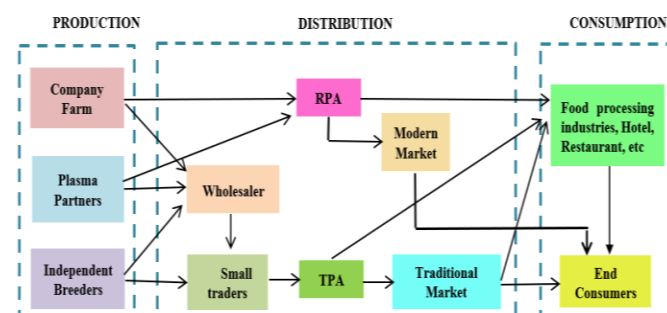 PRODUCTION
DISTRIBUTION
CONSUMPTION
Company
Farm
RPA
Food processing
industries, Hotel,
Restaurant, etc
Modern
Market
Plasma
Partners
Wholesaler
Independent
Breeders
Small
traders
TPA
Traditional
Market
End
Consumers